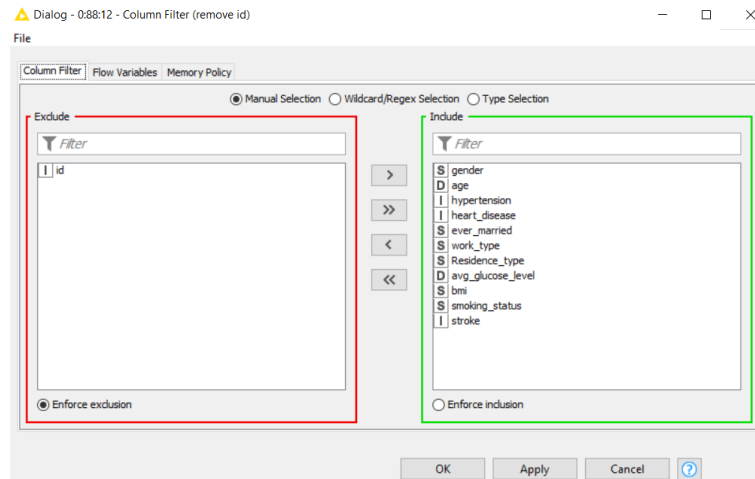 Dialog - 0:88:12 - Column Filter (remove id)
File
Column Filter Flow Variables Memory Policy
Manual Selection Wildcard/Regex Selection Type Selection
Exclude
Filter
I id
Enforce exclusion
>
>>
<
<<
Include
Filter
S gender
D age
I hypertension
I heart_disease
S ever_married
S work_type
S Residence_type
D avg_glucose_level
S bmi
S smoking_status
I stroke
Enforce inclusion
OK Apply Cancel ?